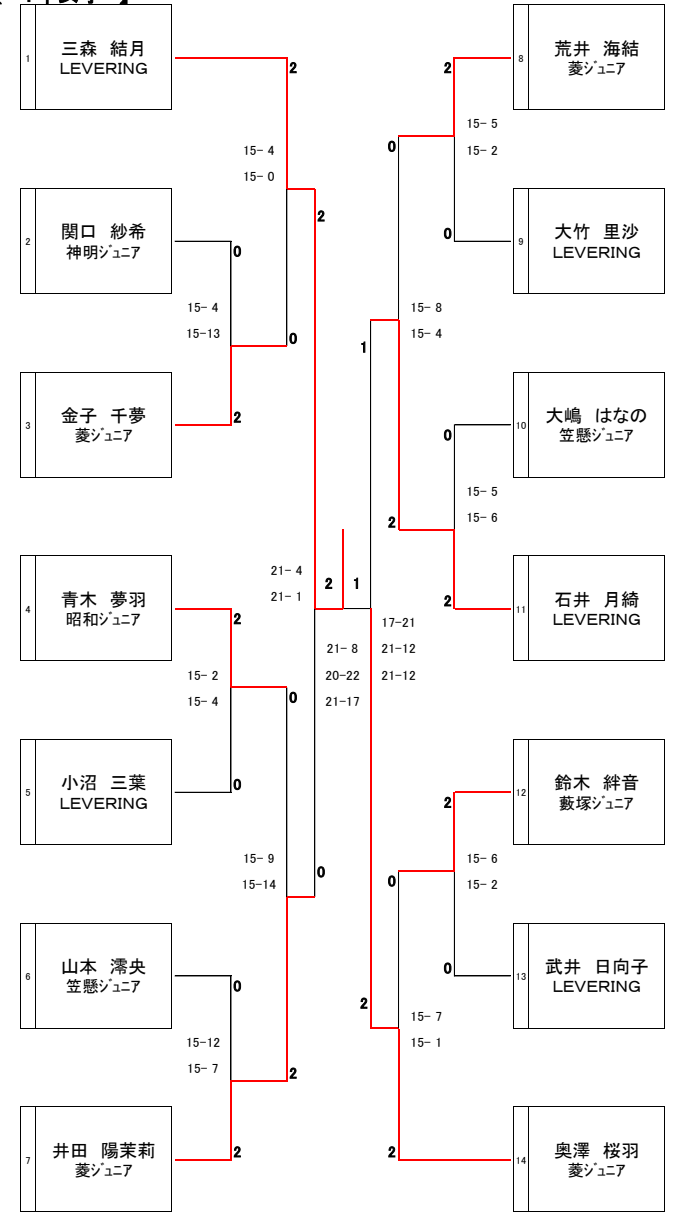 1
三森 結月
LEVERING
2
関口 紗希
神明ジュニア
3
金子 千夢
菱ジュニア
4
青木 夢羽
昭和ジュニア
5
小沼 三葉
LEVERING
6
山本 澪央
笠懸ジュニア
7
井田 陽茉莉
菱ジュニア
2
15- 4
15- 0
2
0
15- 4
15-13
0
2
21- 4
21- 1
2
15- 2
15- 4
0
0
15- 9
15-14
0
0
15-12
15- 7
2
2
2
1
21- 8
20-22
21-17
17-21
21-12
21-12
2
15- 5
15- 2
0
0
15- 8
15- 4
1
0
15- 5
15- 6
2
2
2
15- 6
15- 2
0
0
2
15- 7
15- 1
2
8
荒井 海結
菱ジュニア
9
大竹 里沙
LEVERING
10
大嶋 はなの
笠懸ジュニア
11
石井 月綺
LEVERING
12
鈴木 絆音
藪塚ジュニア
13
武井 日向子
LEVERING
14
奥澤 桜羽
菱ジュニア